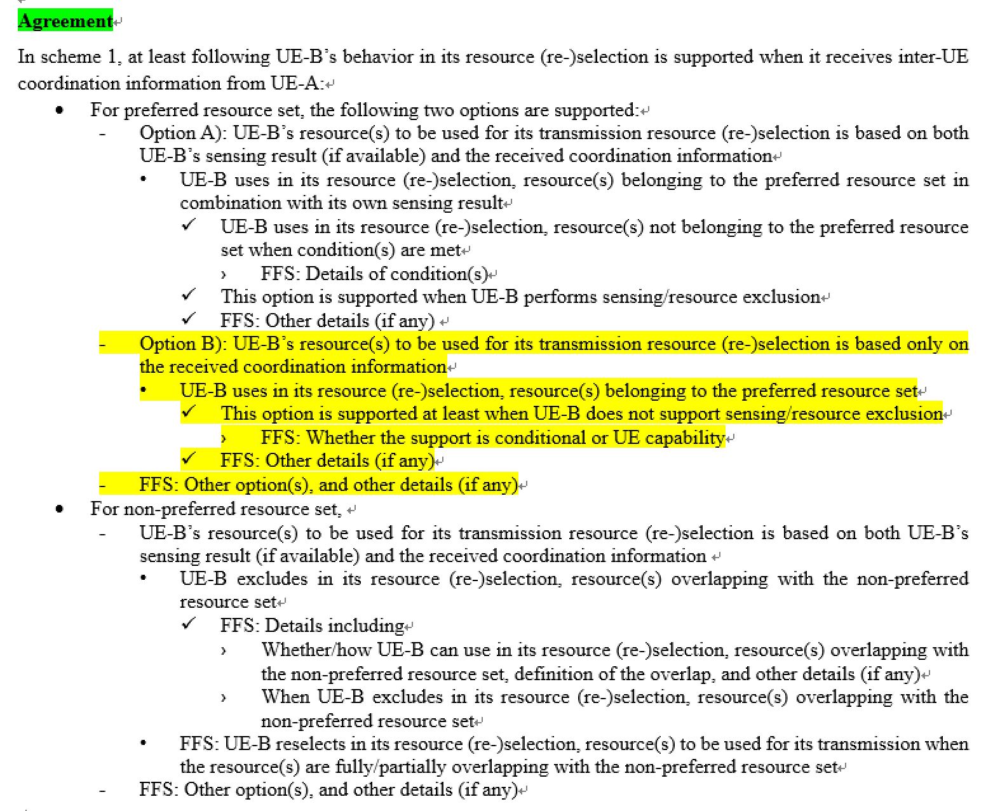 Agreement
In scheme 1, at least following UE-B’s behavior in its resource (re-)selection is supported when it receives inter-UE
coordination information from UE-A:
● For preferred resource set, the following two options are supported:
- Option A): UE-B’s resource(s) to be used for its transmission resource (re-)selection is based on both
UE-B’s sensing result (if available) and the received coordination information
• UE-B uses in its resource (re-)selection, resource(s) belonging to the preferred resource set in
combination with its own sensing result
✓ UE-B uses in its resource (re-)selection, resource(s) not belonging to the preferred resource
set when condition(s) are met
› FFS: Details of condition(s)
✓ This option is supported when UE-B performs sensing/resource exclusion
✓ FFS: Other details (if any)
- Option B): UE-B’s resource(s) to be used for its transmission resource (re-)selection is based only on
the received coordination information
• UE-B uses in its resource (re-)selection, resource(s) belonging to the preferred resource set
✓ This option is supported at least when UE-B does not support sensing/resource exclusion
› FFS: Whether the support is conditional or UE capability
✓ FFS: Other details (if any)
- FFS: Other option(s), and other details (if any)
● For non-preferred resource set,
- UE-B’s resource(s) to be used for its transmission resource (re-)selection is based on both UE-B’s
sensing result (if available) and the received coordination information
• UE-B excludes in its resource (re-)selection, resource(s) overlapping with the non-preferred
resource set
✓ FFS: Details including
› Whether/how UE-B can use in its resource (re-)selection, resource(s) overlapping with
the non-preferred resource set, definition of the overlap, and other details (if any)
› When UE-B excludes in its resource (re-)selection, resource(s) overlapping with the
non-preferred resource set
• FFS: UE-B reselects in its resource (re-)selection, resource(s) to be used for its transmission when
the resource(s) are fully/partially overlapping with the non-preferred resource set
- FFS: Other option(s), and other details (if any)